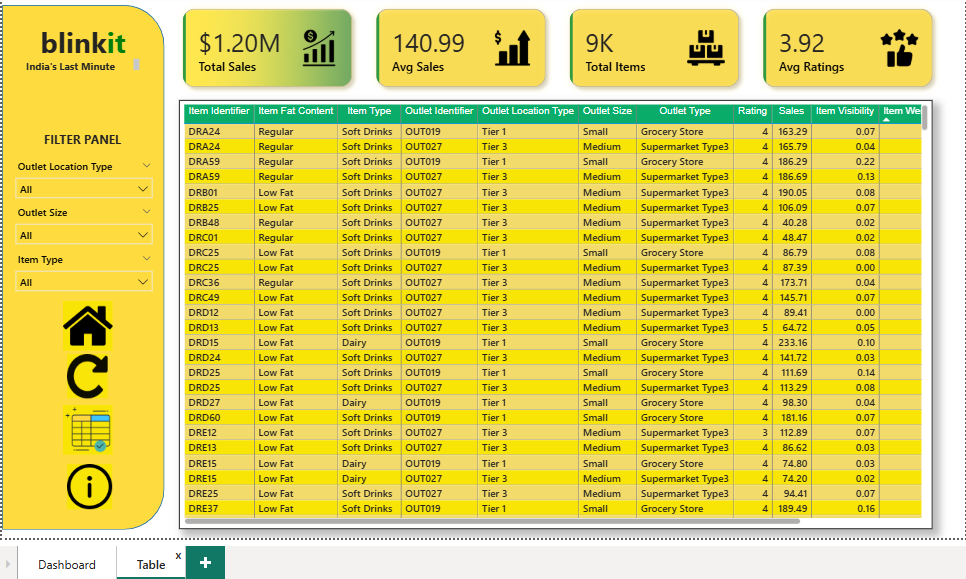 blinkit
India's Last Minute
FILTER PANEL
Outlet Location Type
All
Outlet Size
All
Item Type
All
$1.20M
Total Sales
140.99
Avg Sales
9K
Total Items
3.92
Avg Ratings
Item Identifier Item Fat Content Item Type Outlet Identifier Outlet Location Type Outlet Size Outlet Type Rating Sales Item Visibility Item Wei
DRA24 Regular Soft Drinks OUT019 Tier 1 Small Grocery Store 4 163.29 0.07
DRA24 Regular Soft Drinks OUT027 Tier 3 Medium Supermarket Type3 4 165.79 0.04
DRA59 Regular Soft Drinks OUT019 Tier 1 Small Grocery Store 4 186.29 0.22
DRA59 Regular Soft Drinks OUT027 Tier 3 Medium Supermarket Type3 4 186.69 0.13
DRB01 Low Fat Soft Drinks OUT027 Tier 3 Medium Supermarket Type3 4 190.05 0.08
DRB25 Low Fat Soft Drinks OUT027 Tier 3 Medium Supermarket Type3 4 106.09 0.07
DRB48 Regular Soft Drinks OUT027 Tier 3 Medium Supermarket Type3 4 40.28 0.02
DRC01 Regular Soft Drinks OUT027 Tier 3 Medium Supermarket Type3 4 48.47 0.02
DRC25 Low Fat Soft Drinks OUT019 Tier 1 Small Grocery Store 4 86.79 0.08
DRC25 Low Fat Soft Drinks OUT027 Tier 3 Medium Supermarket Type3 4 87.39 0.00
DRC36 Regular Soft Drinks OUT027 Tier 3 Medium Supermarket Type3 4 173.71 0.04
DRC49 Low Fat Soft Drinks OUT027 Tier 3 Medium Supermarket Type3 4 145.71 0.07
DRD12 Low Fat Soft Drinks OUT027 Tier 3 Medium Supermarket Type3 4 89.41 0.00
DRD13 Low Fat Soft Drinks OUT027 Tier 3 Medium Supermarket Type3 5 64.72 0.05
DRD15 Low Fat Dairy OUT019 Tier 1 Small Grocery Store 4 233.16 0.10
DRD24 Low Fat Soft Drinks OUT027 Tier 3 Medium Supermarket Type3 4 141.72 0.03
DRD25 Low Fat Soft Drinks OUT019 Tier 1 Small Grocery Store 4 111.69 0.14
DRD25 Low Fat Soft Drinks OUT027 Tier 3 Medium Supermarket Type3 4 113.29 0.08
DRD27 Low Fat Dairy OUT019 Tier 1 Small Grocery Store 4 98.30 0.04
DRD60 Low Fat Soft Drinks OUT019 Tier 1 Small Grocery Store 4 181.16 0.07
DRE12 Low Fat Soft Drinks OUT027 Tier 3 Medium Supermarket Type3 3 112.89 0.07
DRE13 Low Fat Soft Drinks OUT027 Tier 3 Medium Supermarket Type3 4 86.62 0.03
DRE15 Low Fat Dairy OUT019 Tier 1 Small Grocery Store 4 74.80 0.03
DRE15 Low Fat Dairy OUT027 Tier 3 Medium Supermarket Type3 4 74.20 0.02
DRE25 Low Fat Soft Drinks OUT027 Tier 3 Medium Supermarket Type3 4 94.41 0.07
DRE37 Low Fat Soft Drinks OUT019 Tier 1 Small Grocery Store 4 189.49 0.16
Dashboard
Table x
+